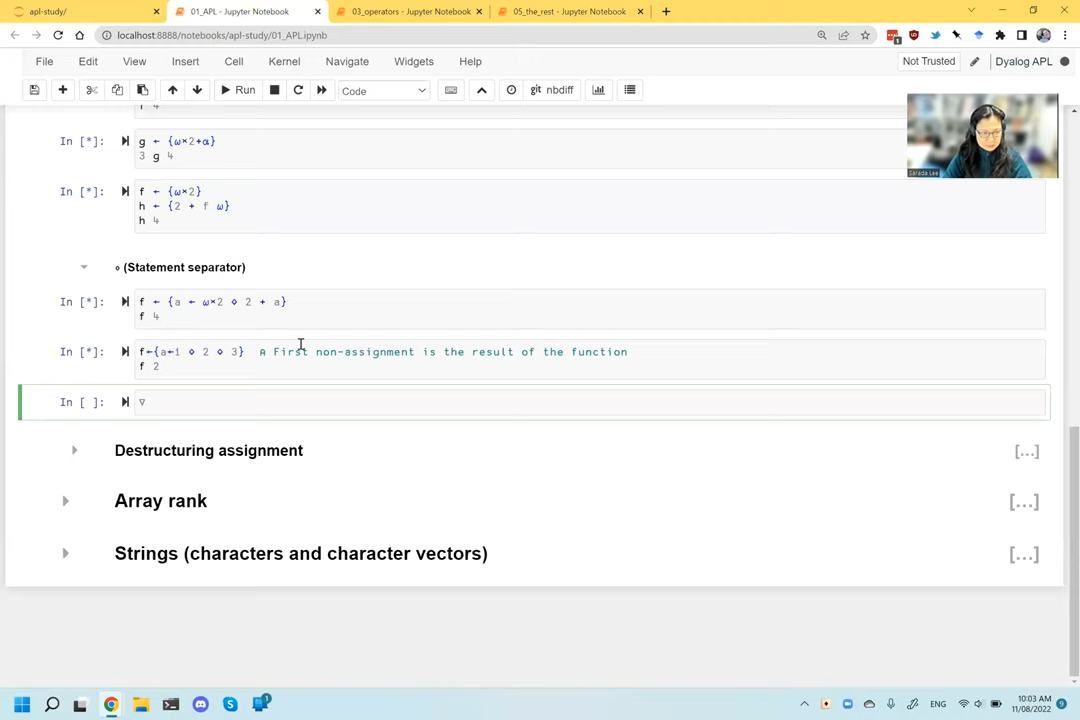 apl-study/
01_APL - Jupyter Notebook
03_operators - Jupyter Notebook
05_the_rest - Jupyter Notebook
localhost:8888/notebooks/apl-study/01_APL.ipynb
File Edit View Insert Cell Kernel Navigate Widgets Help
Not Trusted
Dyalog APL
Run
Code
git nbdiff
In [*]:
g ← {⍵×2+⍺}
3 g 4
In [*]:
f ← {⍵×2}
h ← {2 + f ⍵}
h 4
⋄ (Statement separator)
In [*]:
f ← {a ← ⍵×2 ⋄ 2 + a}
f 4
In [*]:
f←{a←1 ⋄ 2 ⋄ 3} ⍝ First non-assignment is the result of the function
f 2
In [ ]:
∇
Destructuring assignment
[...]
Array rank
[...]
Strings (characters and character vectors)
[...]
Sarada Lee
1
1
ENG
10:03 AM
11/08/2022
9